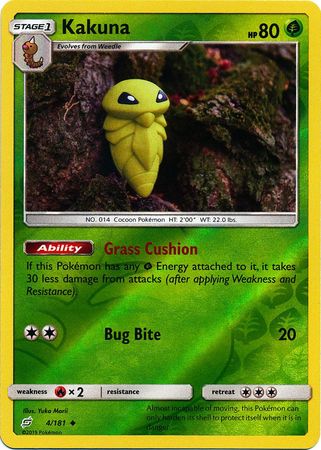 STAGE 1
Kakuna
HP 80
Evolves from Weedle
NO. 014 Cocoon Pokémon HT: 2'00" WT: 22.0 lbs.
Ability Grass Cushion
If this Pokémon has any Energy attached to it, it takes
30 less damage from attacks (after applying Weakness and
Resistance).
Bug Bite 20
weakness ×2 resistance retreat
Illus. Yuka Morii
4/181
©2019 Pokémon
Almost incapable of moving, this Pokémon can
only harden its shell to protect itself when it is
in danger.